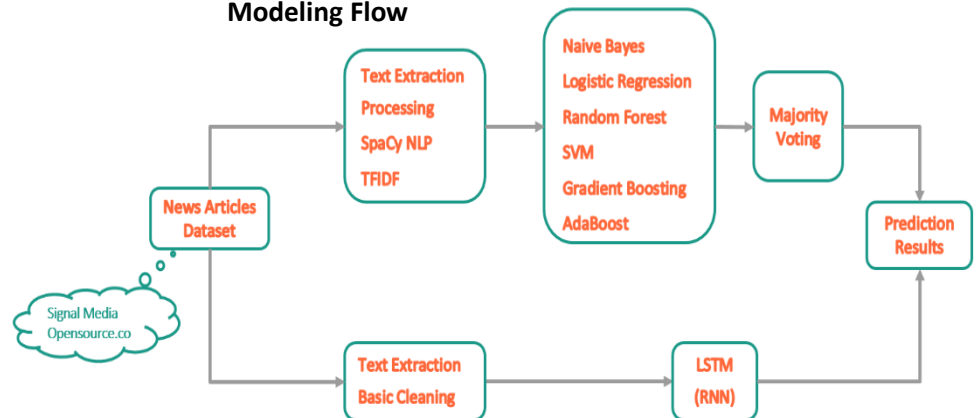 Modeling Flow
Text Extraction
Processing
SpaCy NLP
TFIDF
Naive Bayes
Logistic Regression
Random Forest
SVM
Gradient Boosting
AdaBoost
Majority
Voting
News Articles
Dataset
Prediction
Results
Signal Media
Opensource.co
Text Extraction
Basic Cleaning
LSTM
(RNN)